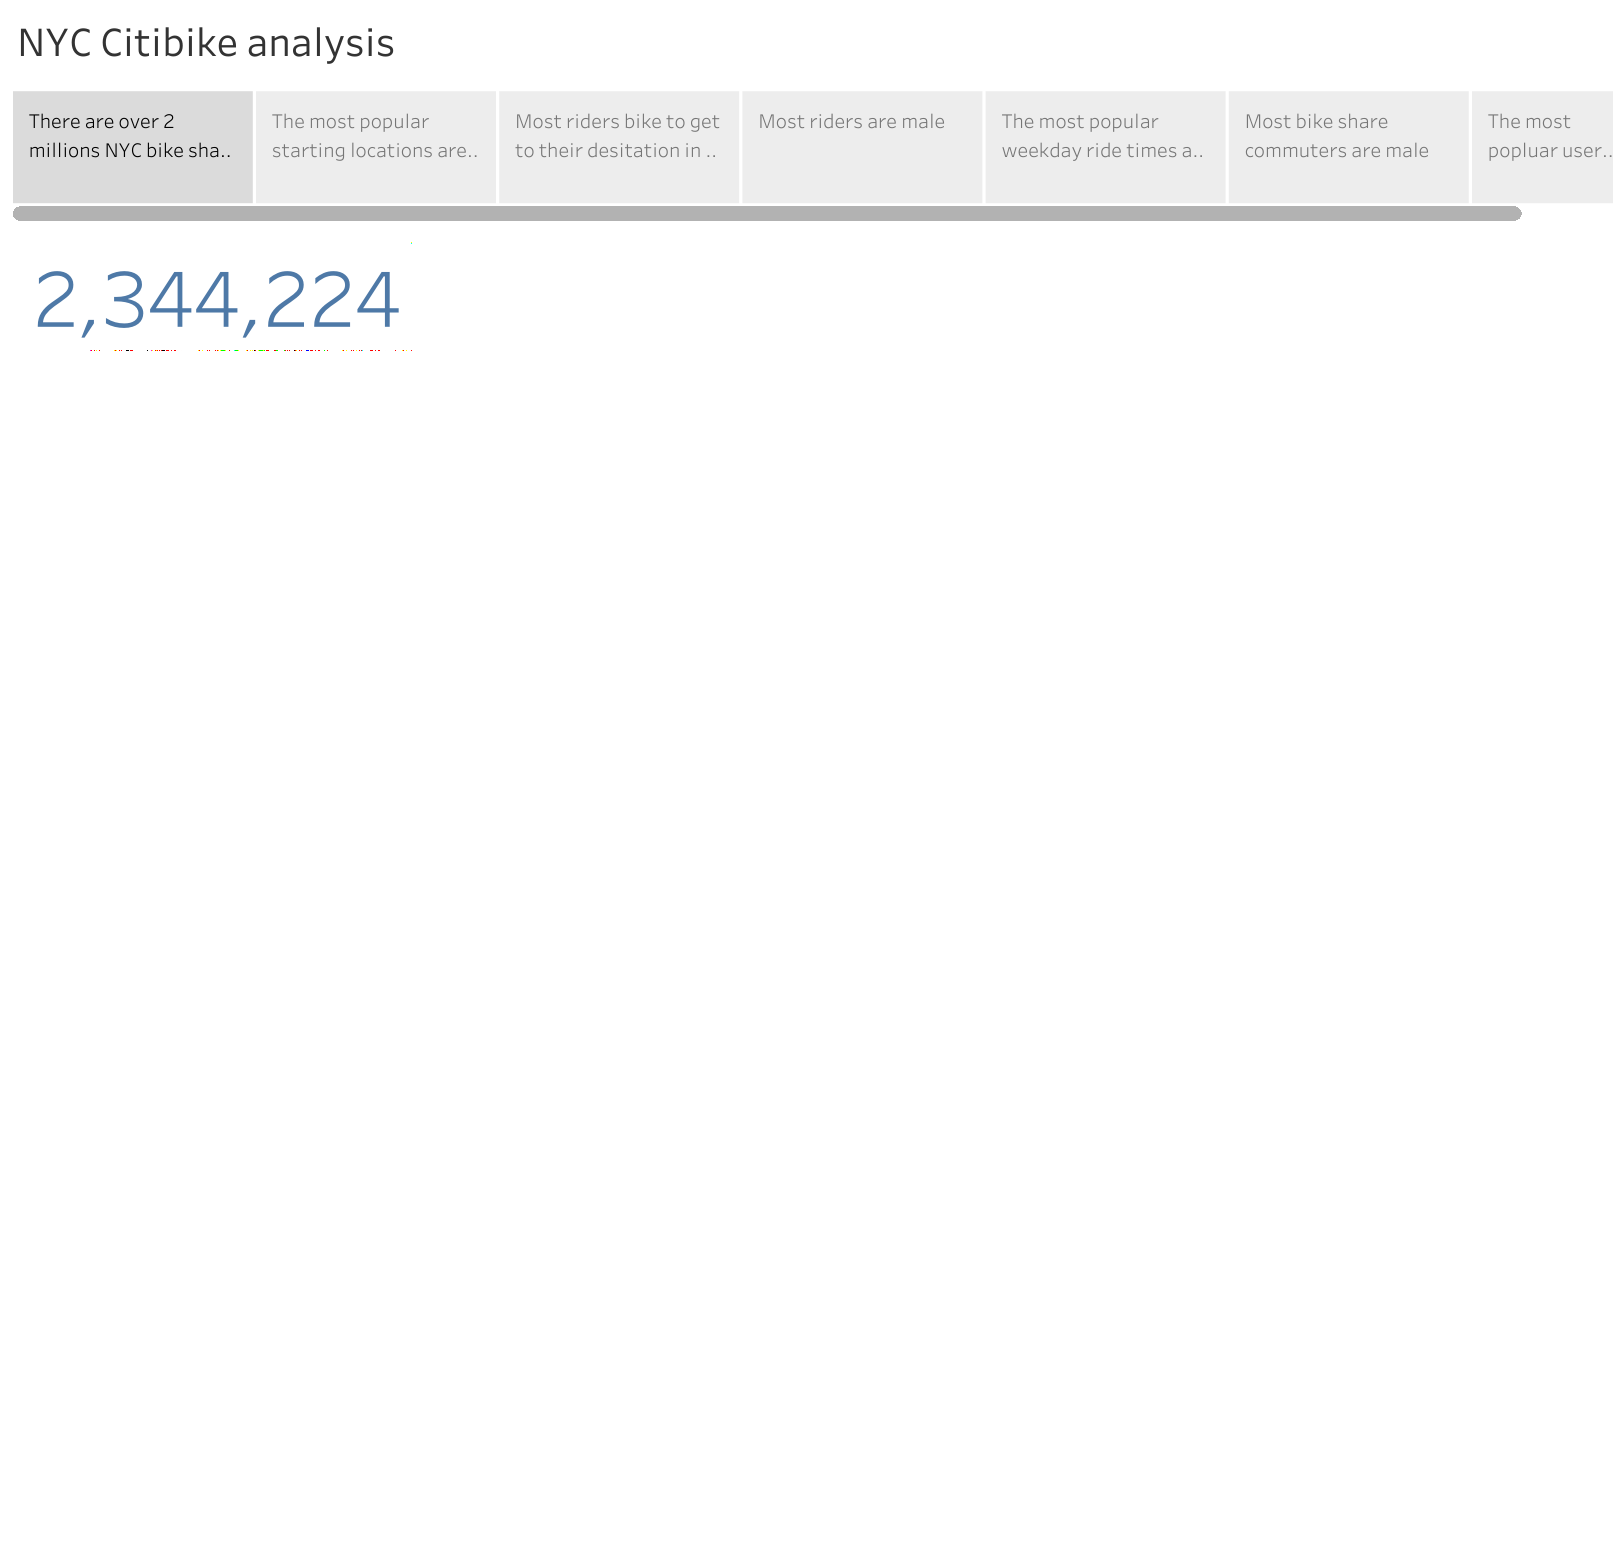 NYC Citibike analysis
There are over 2
millions NYC bike sha..
The most popular
starting locations are..
Most riders bike to get
to their desitation in ..
Most riders are male
The most popular
weekday ride times a..
Most bike share
commuters are male
The most
popluar user..
2,344,224